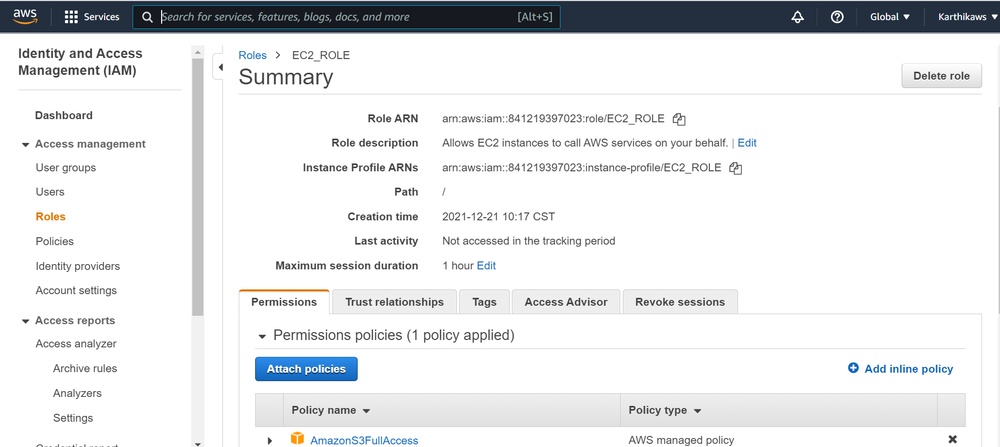 aws
Services
Search for services, features, blogs, docs, and more
[Alt+S]
Global
Karthikaws
Identity and Access
Management (IAM)
Dashboard
Access management
User groups
Users
Roles
Policies
Identity providers
Account settings
Access reports
Access analyzer
Archive rules
Analyzers
Settings
Credential report
Roles > EC2_ROLE
Summary
Delete role
Role ARN arn:aws:iam::841219397023:role/EC2_ROLE
Role description Allows EC2 instances to call AWS services on your behalf. | Edit
Instance Profile ARNs arn:aws:iam::841219397023:instance-profile/EC2_ROLE
Path /
Creation time 2021-12-21 10:17 CST
Last activity Not accessed in the tracking period
Maximum session duration 1 hour Edit
Permissions Trust relationships Tags Access Advisor Revoke sessions
Permissions policies (1 policy applied)
Attach policies
Add inline policy
Policy name Policy type
AmazonS3FullAccess AWS managed policy